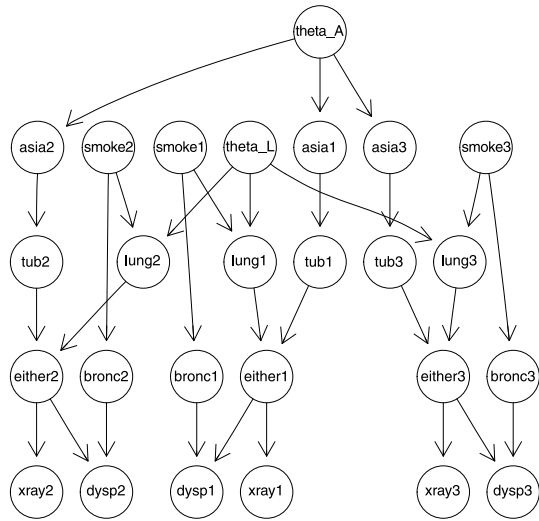 theta_A
asia2 smoke2 smoke1 theta_L asia1 asia3 smoke3
tub2 lung2 lung1 tub1 tub3 lung3
either2 bronc2 bronc1 either1 either3 bronc3
xray2 dysp2 dysp1 xray1 xray3 dysp3